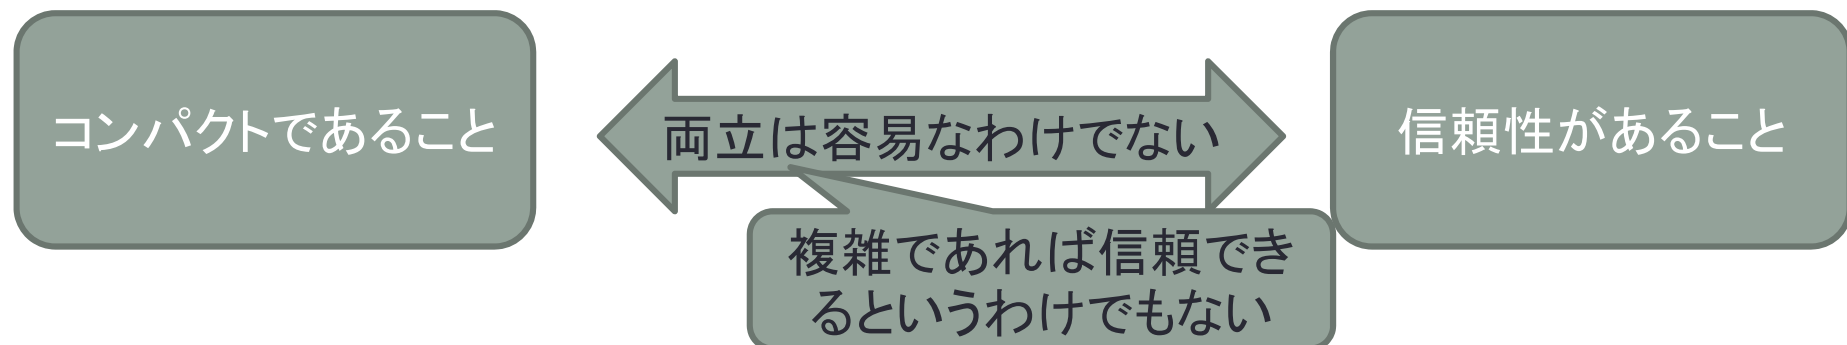 コンパクトであること
両立は容易なわけでない
信頼性があること
複雑であれば信頼でき
るというわけでもない